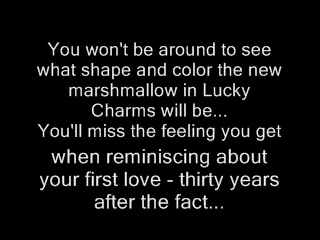 You won't be around to see
what shape and color the new
marshmallow in Lucky
Charms will be...
You'll miss the feeling you get
when reminiscing about
your first love - thirty years
after the fact...